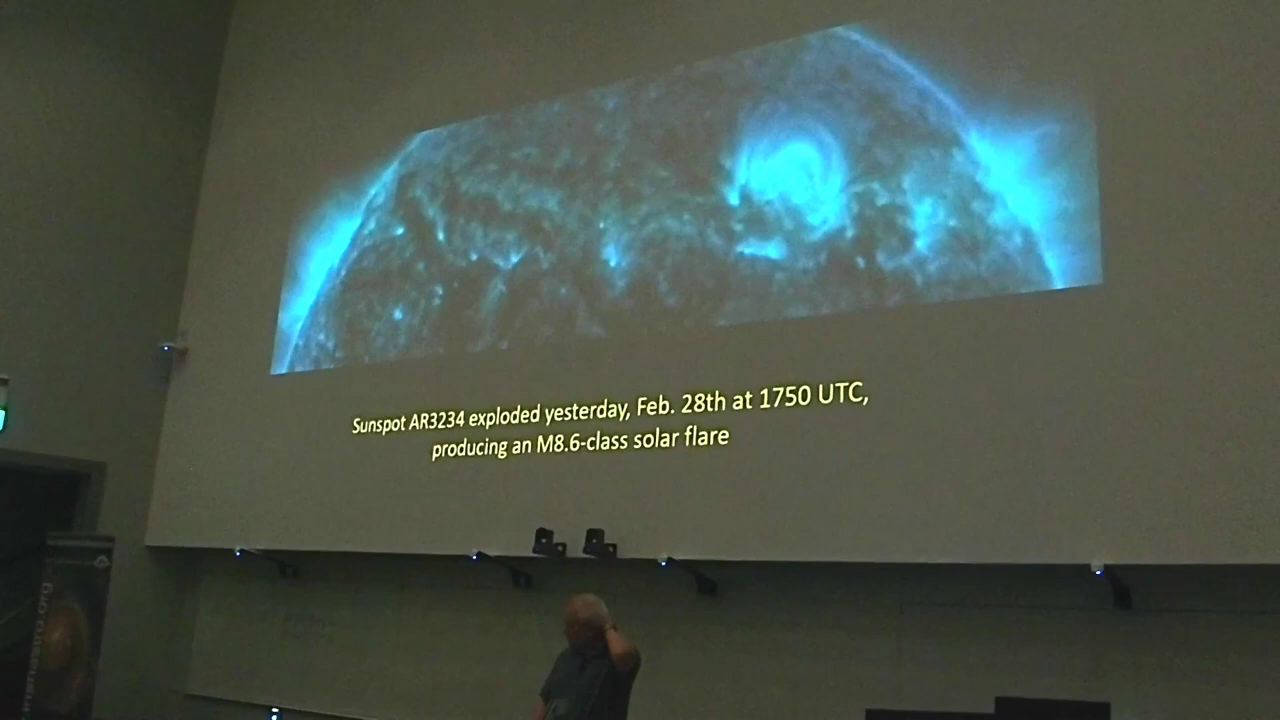 Sunspot AR3234 exploded yesterday, Feb. 28th at 1750 UTC,
producing an M8.6-class solar flare